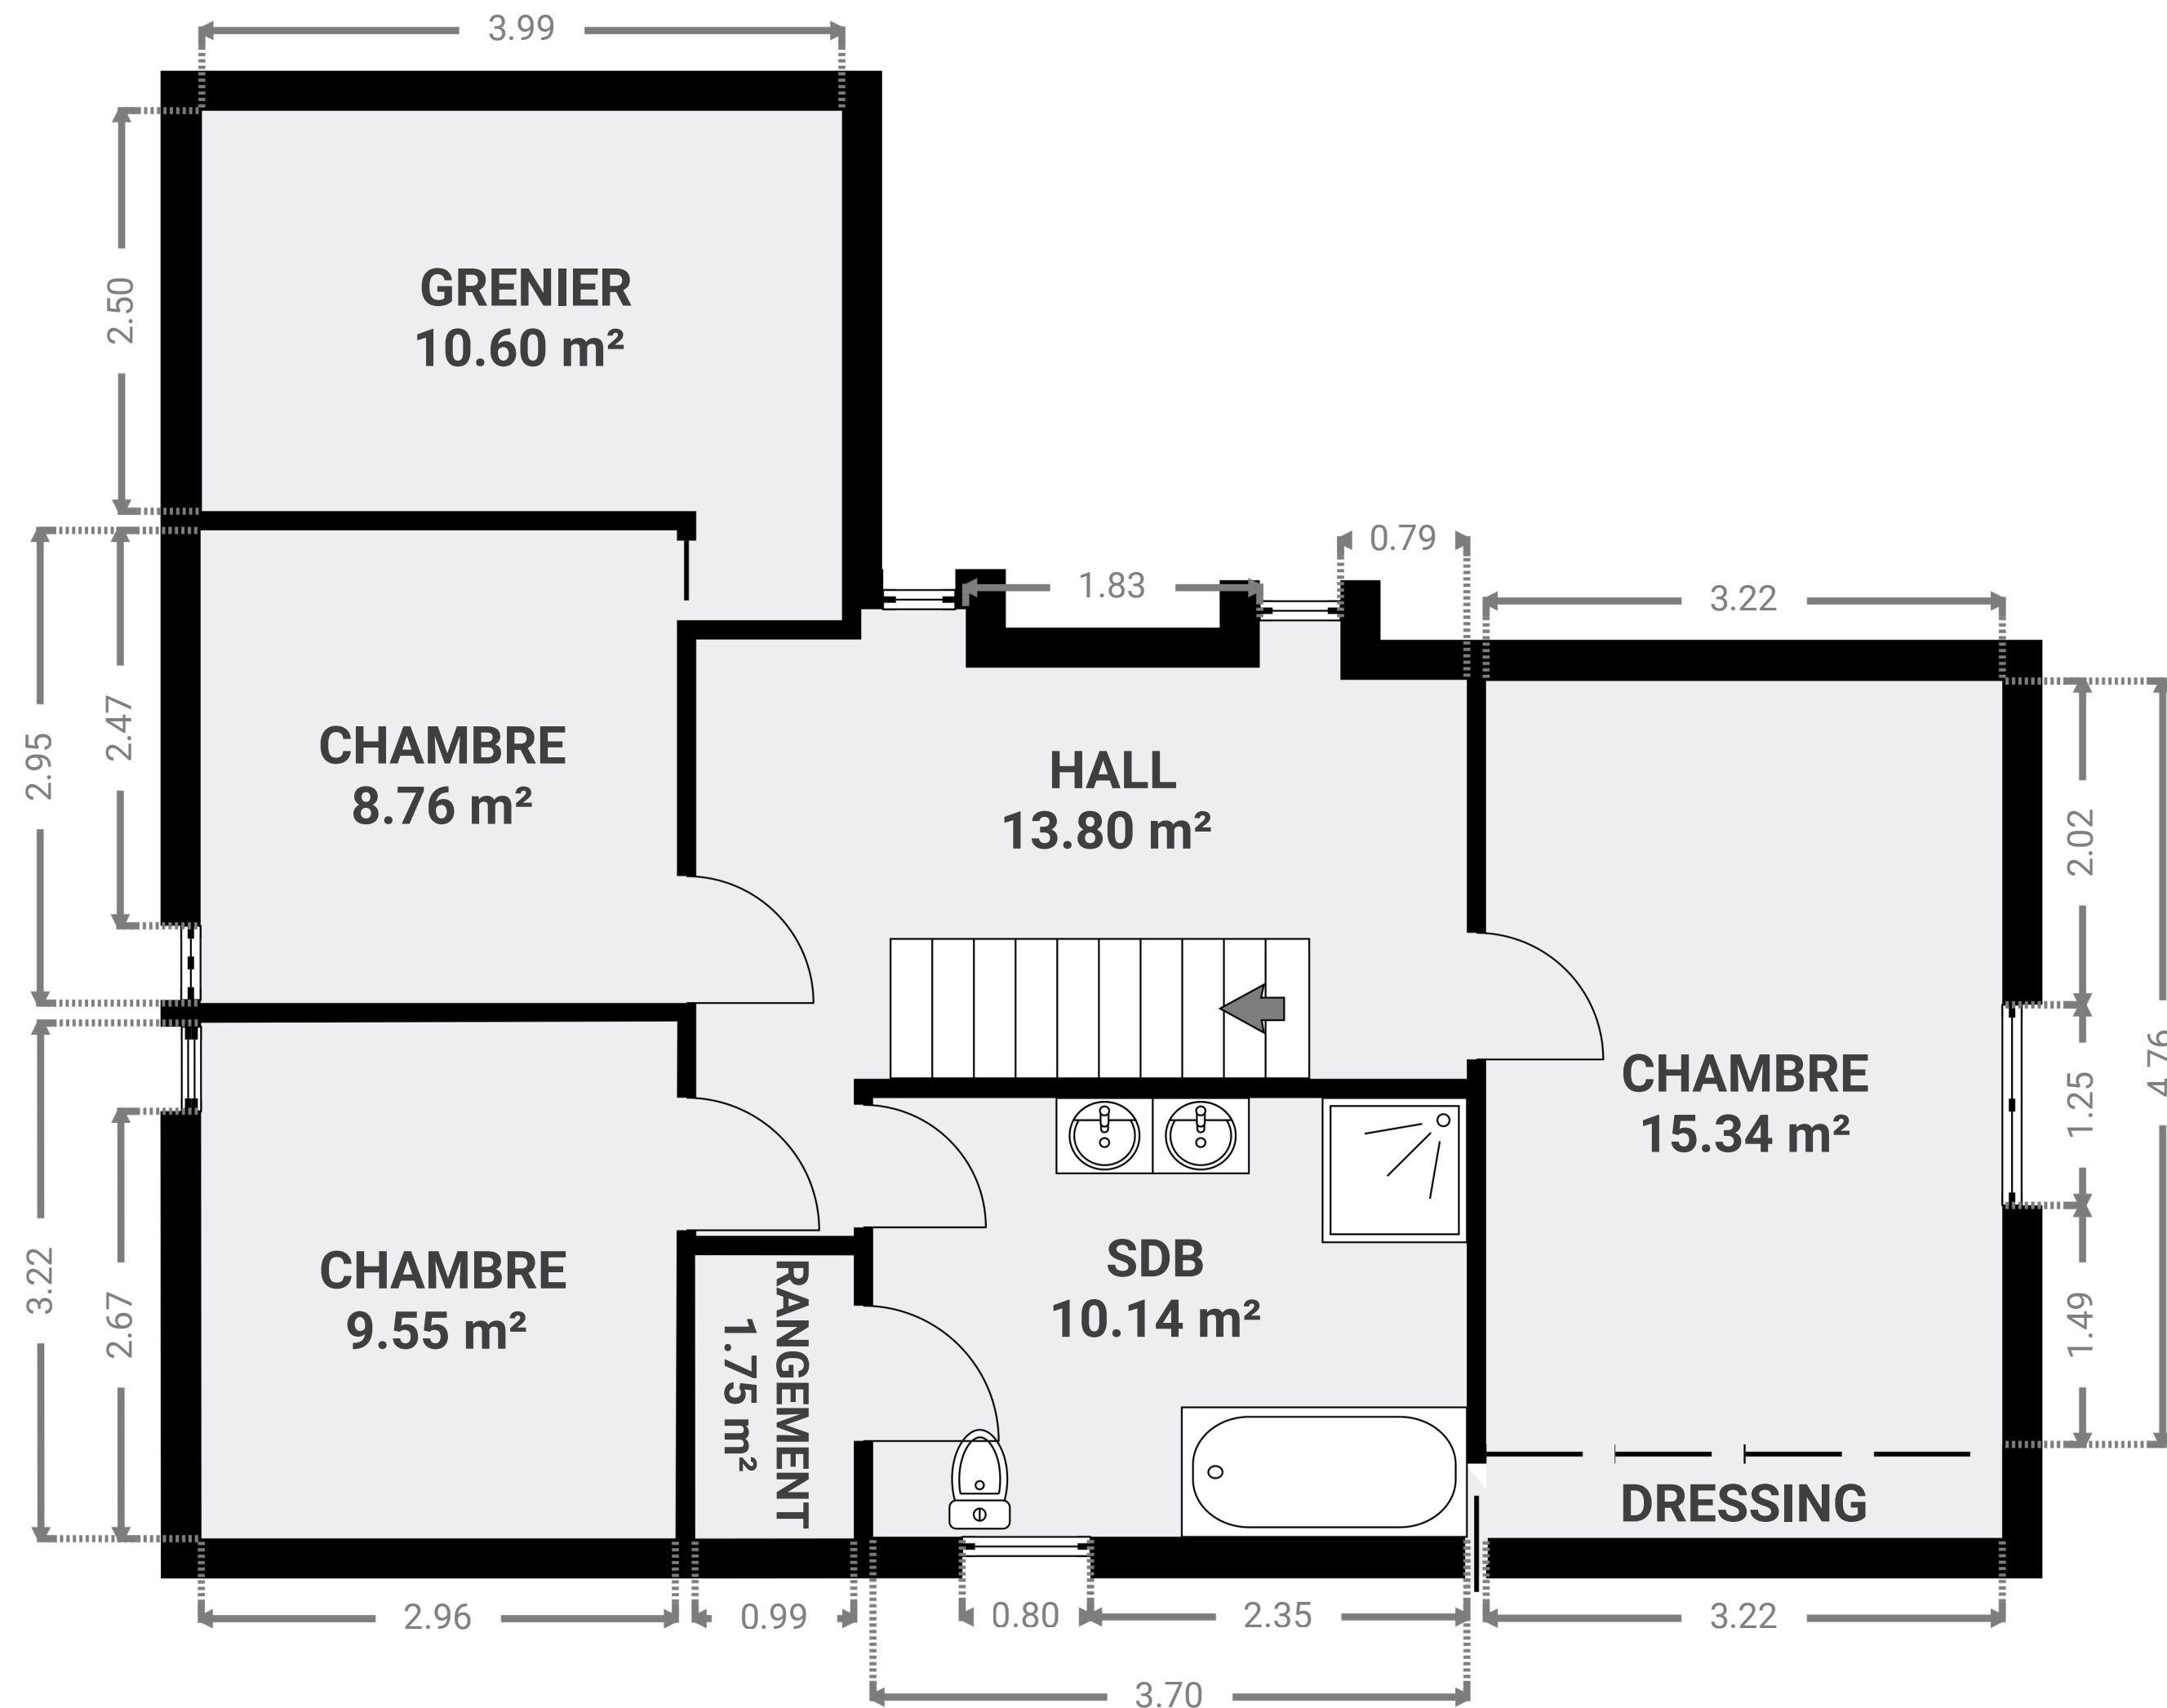 3.99
2.50
GRENIER
10.60 m²
0.79
1.83
3.22
2.95
2.47
CHAMBRE
8.76 m²
HALL
13.80 m²
2.02
4.76
CHAMBRE
15.34 m²
1.25
SDB
10.14 m²
CHAMBRE
9.55 m²
3.22
2.67
RANGEMENT
1.75 m²
1.49
DRESSING
2.96
0.99
0.80
2.35
3.22
3.70